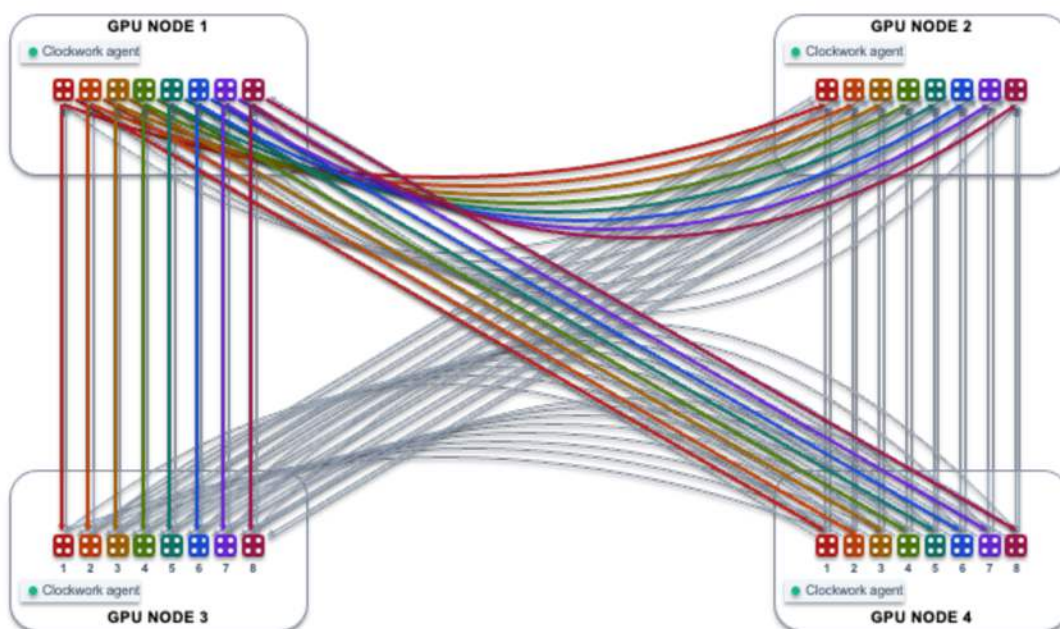 GPU NODE 1
Clockwork agent
GPU NODE 2
Clockwork agent
1 2 3 4 5 6 7 8
Clockwork agent
GPU NODE 3
1 2 3 4 5 6 7 8
Clockwork agent
GPU NODE 4